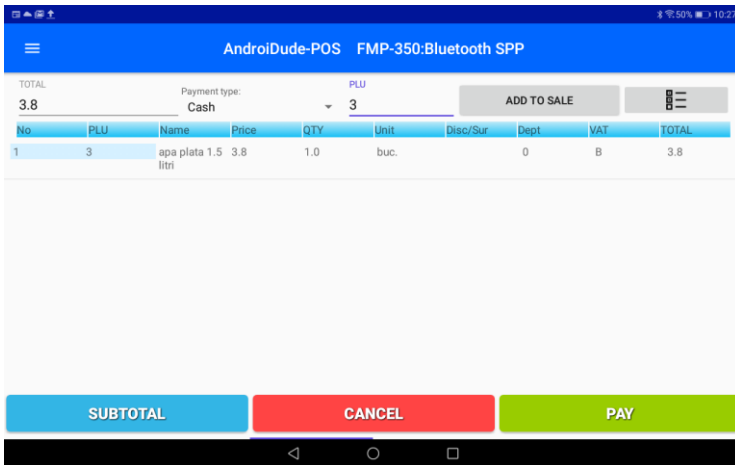 50% 10:27
AndroiDude-POS FMP-350:Bluetooth SPP
TOTAL Payment type: PLU
3.8 Cash 3 ADD TO SALE
No PLU Name Price QTY Unit Disc/Sur Dept VAT TOTAL
1 3 apa plata 1.5 3.8 1.0 buc. 0 B 3.8
litri
SUBTOTAL CANCEL PAY